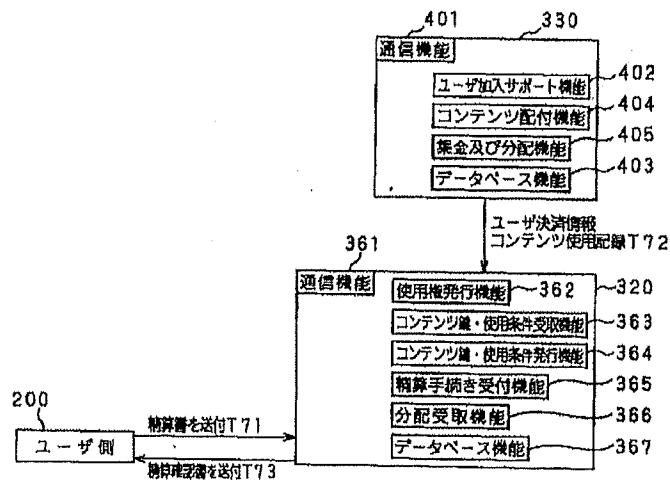 401
330
通信機能
402
ユーザ加入サポート機能
404
コンテンツ配付機能
405
集金及び分配機能
403
データベース機能
ユーザ決済情報
コンテンツ使用記録T72
361
通信機能
使用権発行機能
362
320
コンテンツ鍵・使用条件受取機能
363
コンテンツ鍵・使用条件発行機能
364
精算手続き受付機能
365
分配受取機能
366
データベース機能
367
200
ユーザ側
精算書を送付T71
精算確認書を送付T73